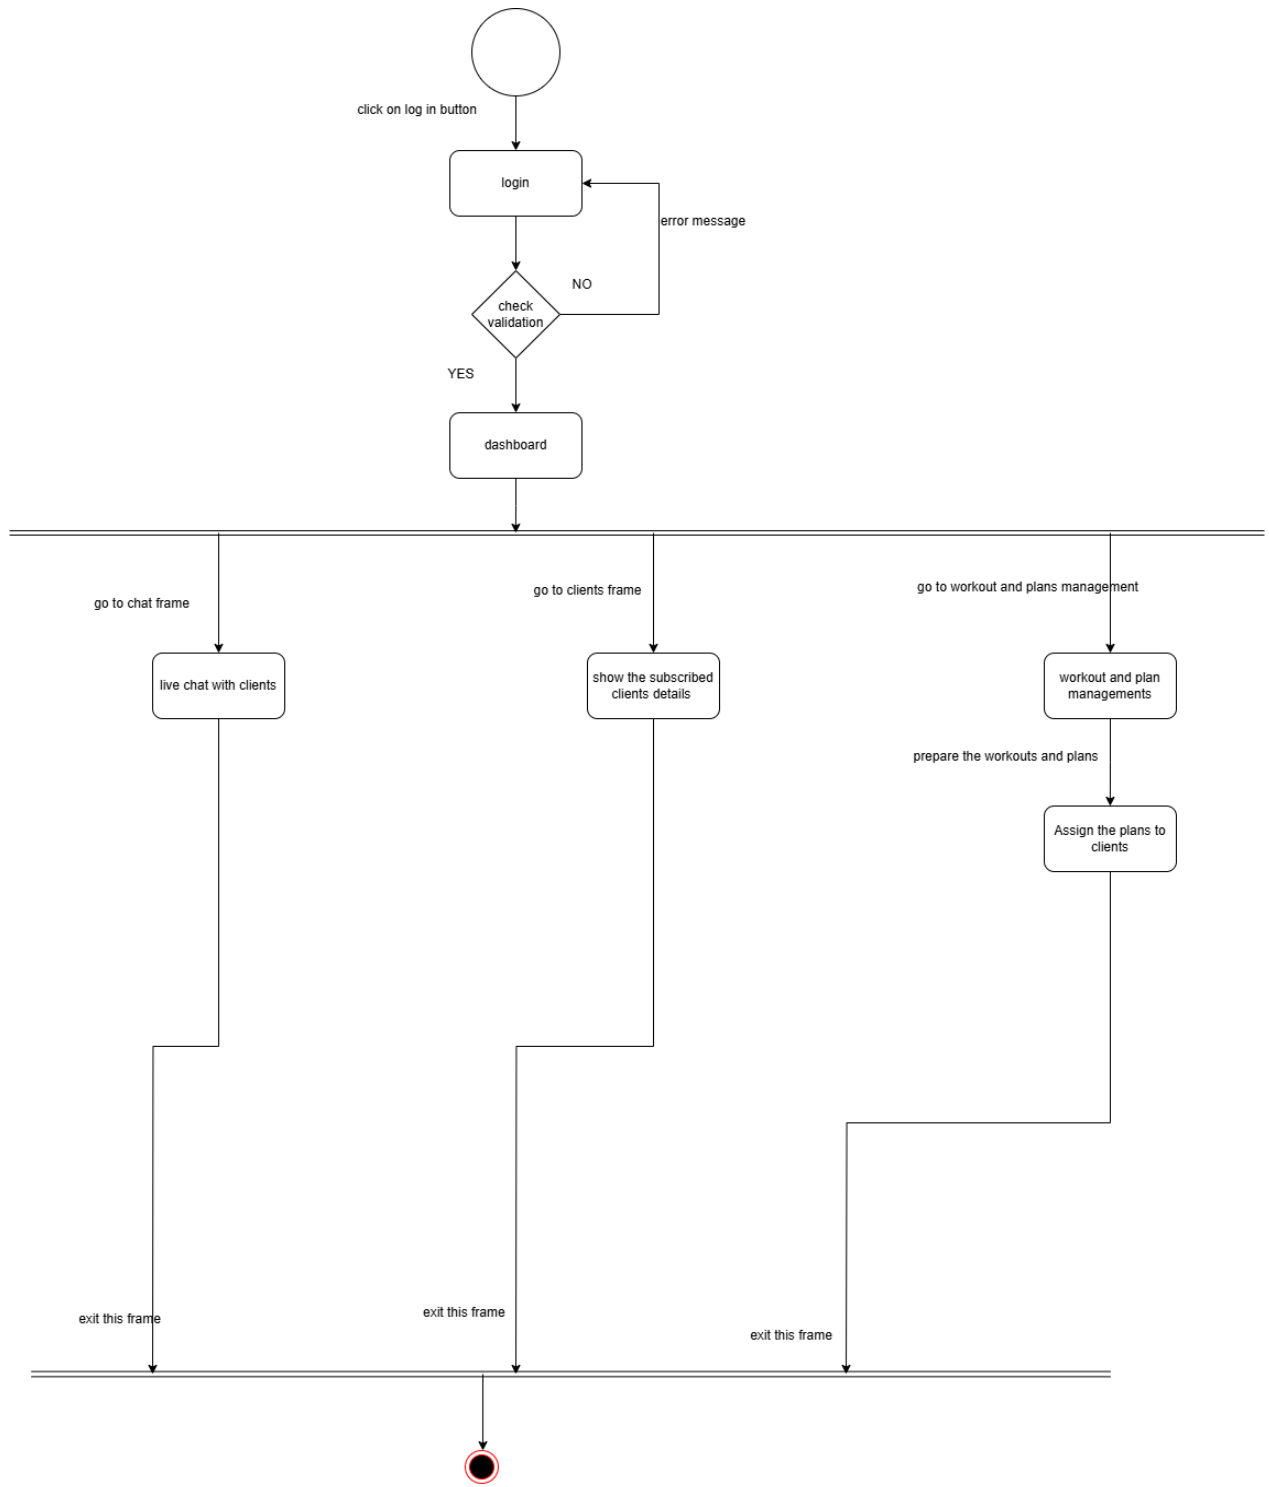 click on log in button
login
error message
NO
check
validation
YES
dashboard
go to chat frame
go to clients frame
go to workout and plans management
live chat with clients
show the subscribed
clients details
workout and plan
managements
prepare the workouts and plans
Assign the plans to
clients
exit this frame
exit this frame
exit this frame